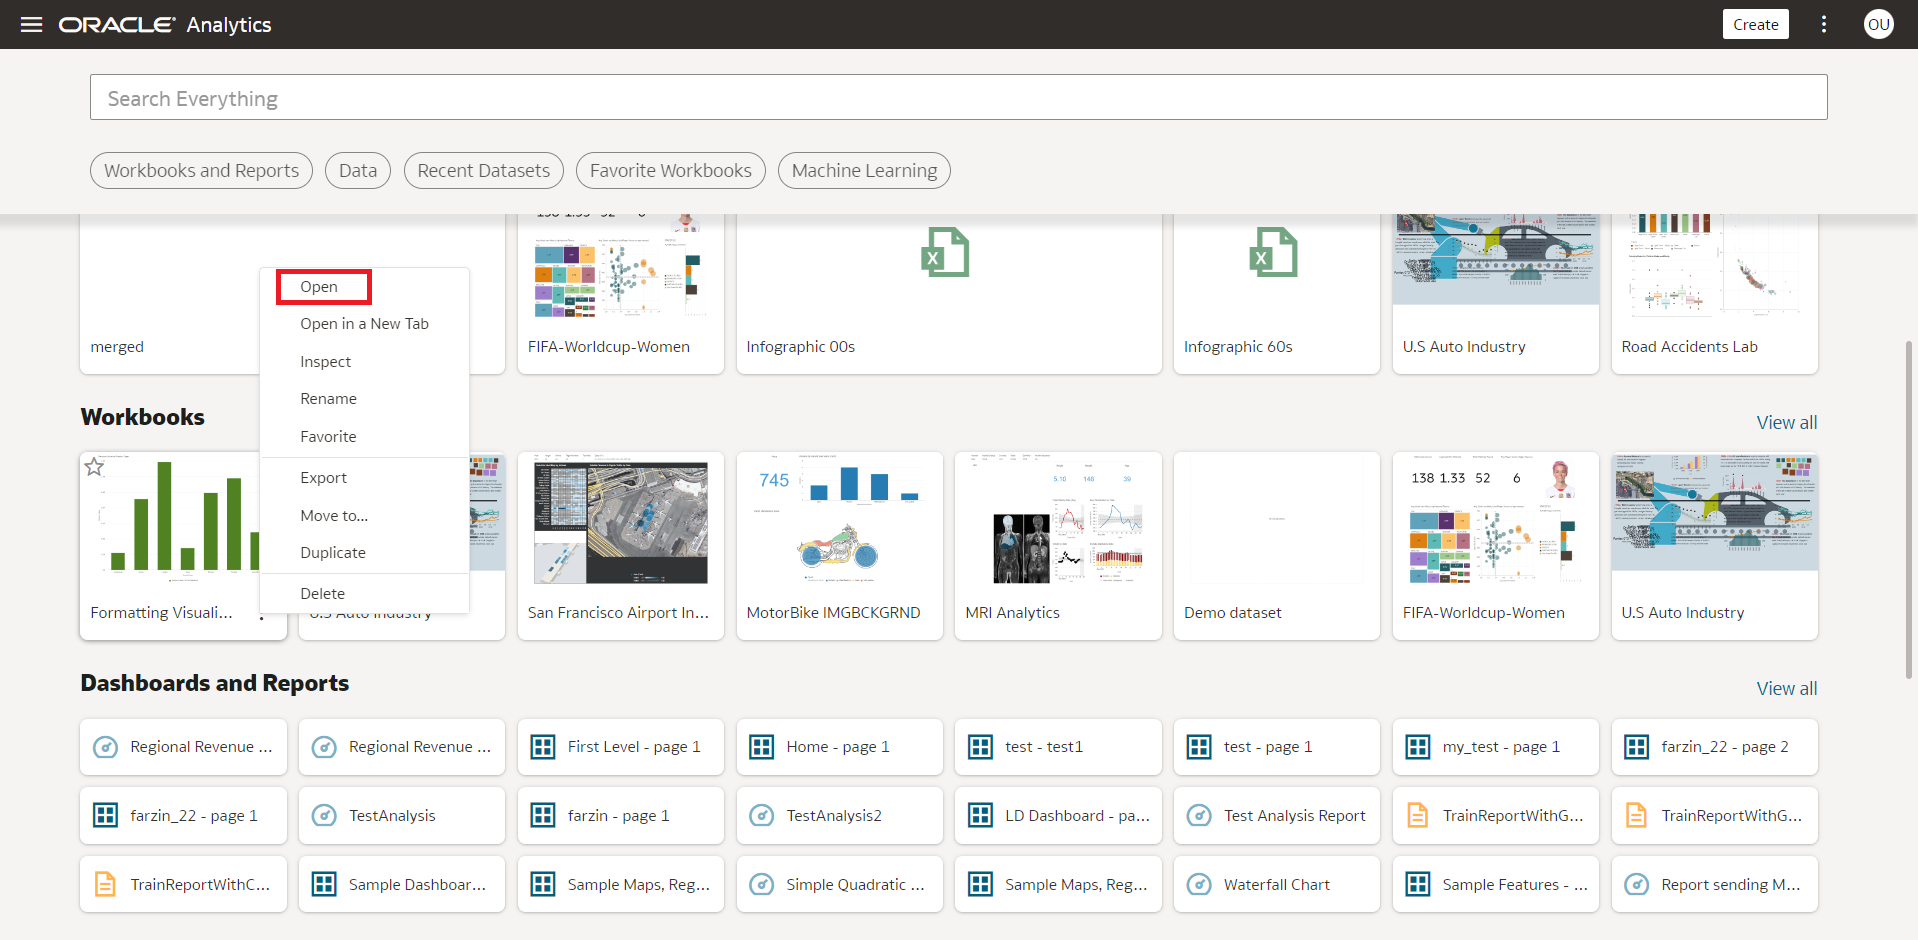 ORACLE Analytics
Create
OU
Search Everything
Workbooks and Reports
Data
Recent Datasets
Favorite Workbooks
Machine Learning
merged
FIFA-Worldcup-Women
Infographic 00s
Infographic 60s
U.S Auto Industry
Road Accidents Lab
Open
Open in a New Tab
Inspect
Rename
Favorite
Export
Move to...
Duplicate
Delete
Workbooks
View all
745
5.10 148 39
138 1.33 52 6
Formatting Visuali...
U.S Auto Industry
San Francisco Airport In...
MotorBike IMGBCKGRND
MRI Analytics
Demo dataset
FIFA-Worldcup-Women
U.S Auto Industry
Dashboards and Reports
View all
Regional Revenue ...
Regional Revenue ...
First Level - page 1
Home - page 1
test - test1
test - page 1
my_test - page 1
farzin_22 - page 2
farzin_22 - page 1
TestAnalysis
farzin - page 1
TestAnalysis2
LD Dashboard - pa...
Test Analysis Report
TrainReportWithG...
TrainReportWithG...
TrainReportWithC...
Sample Dashboar...
Sample Maps, Reg...
Simple Quadratic ...
Sample Maps, Reg...
Waterfall Chart
Sample Features - ...
Report sending M...